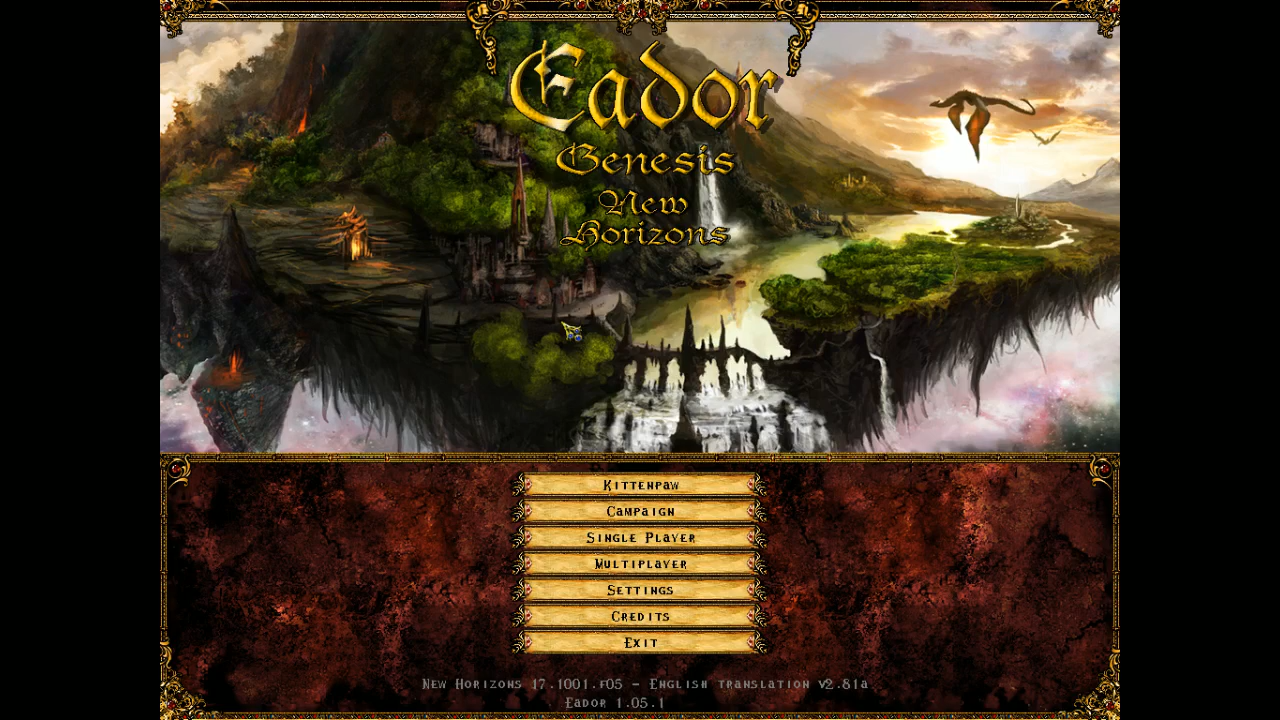 Eador
Genesis
New
Horizons
Kittenpaw
Campaign
Single Player
Multiplayer
Settings
Credits
Exit
New Horizons 17.1001.f05 - English translation v2.81a
Eador 1.05.1